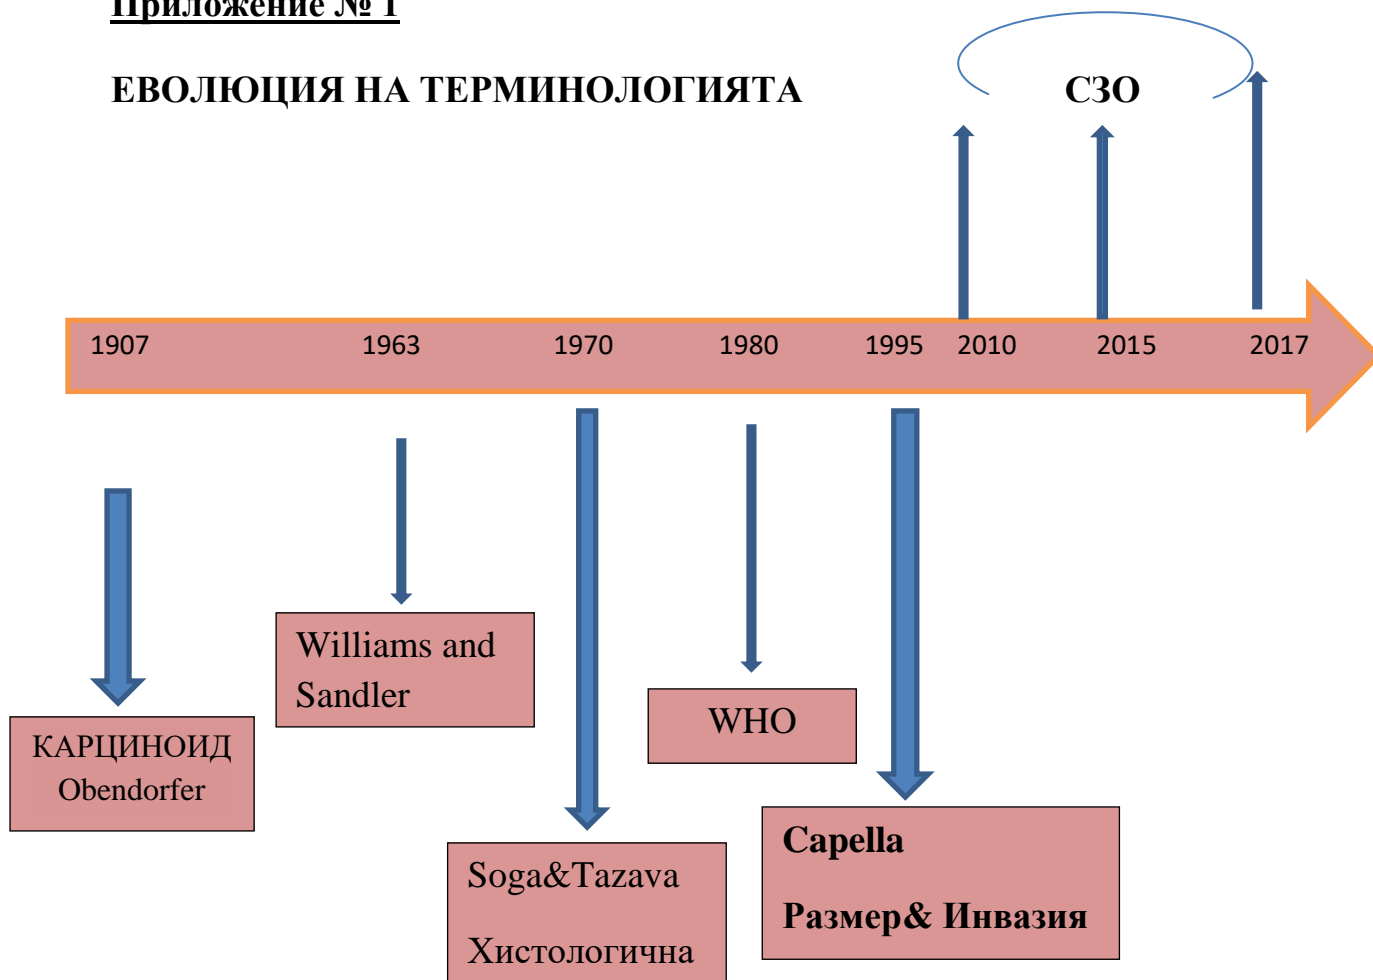 Приложение № 1
ЕВОЛЮЦИЯ НА ТЕРМИНОЛОГИЯТА
СЗО
1907 1963 1970 1980 1995 2010 2015 2017
Williams and
Sandler
WHO
КАРЦИНОИД
Obendorfer
Capella
Размер& Инвазия
Soga&Tazava
Хистологична